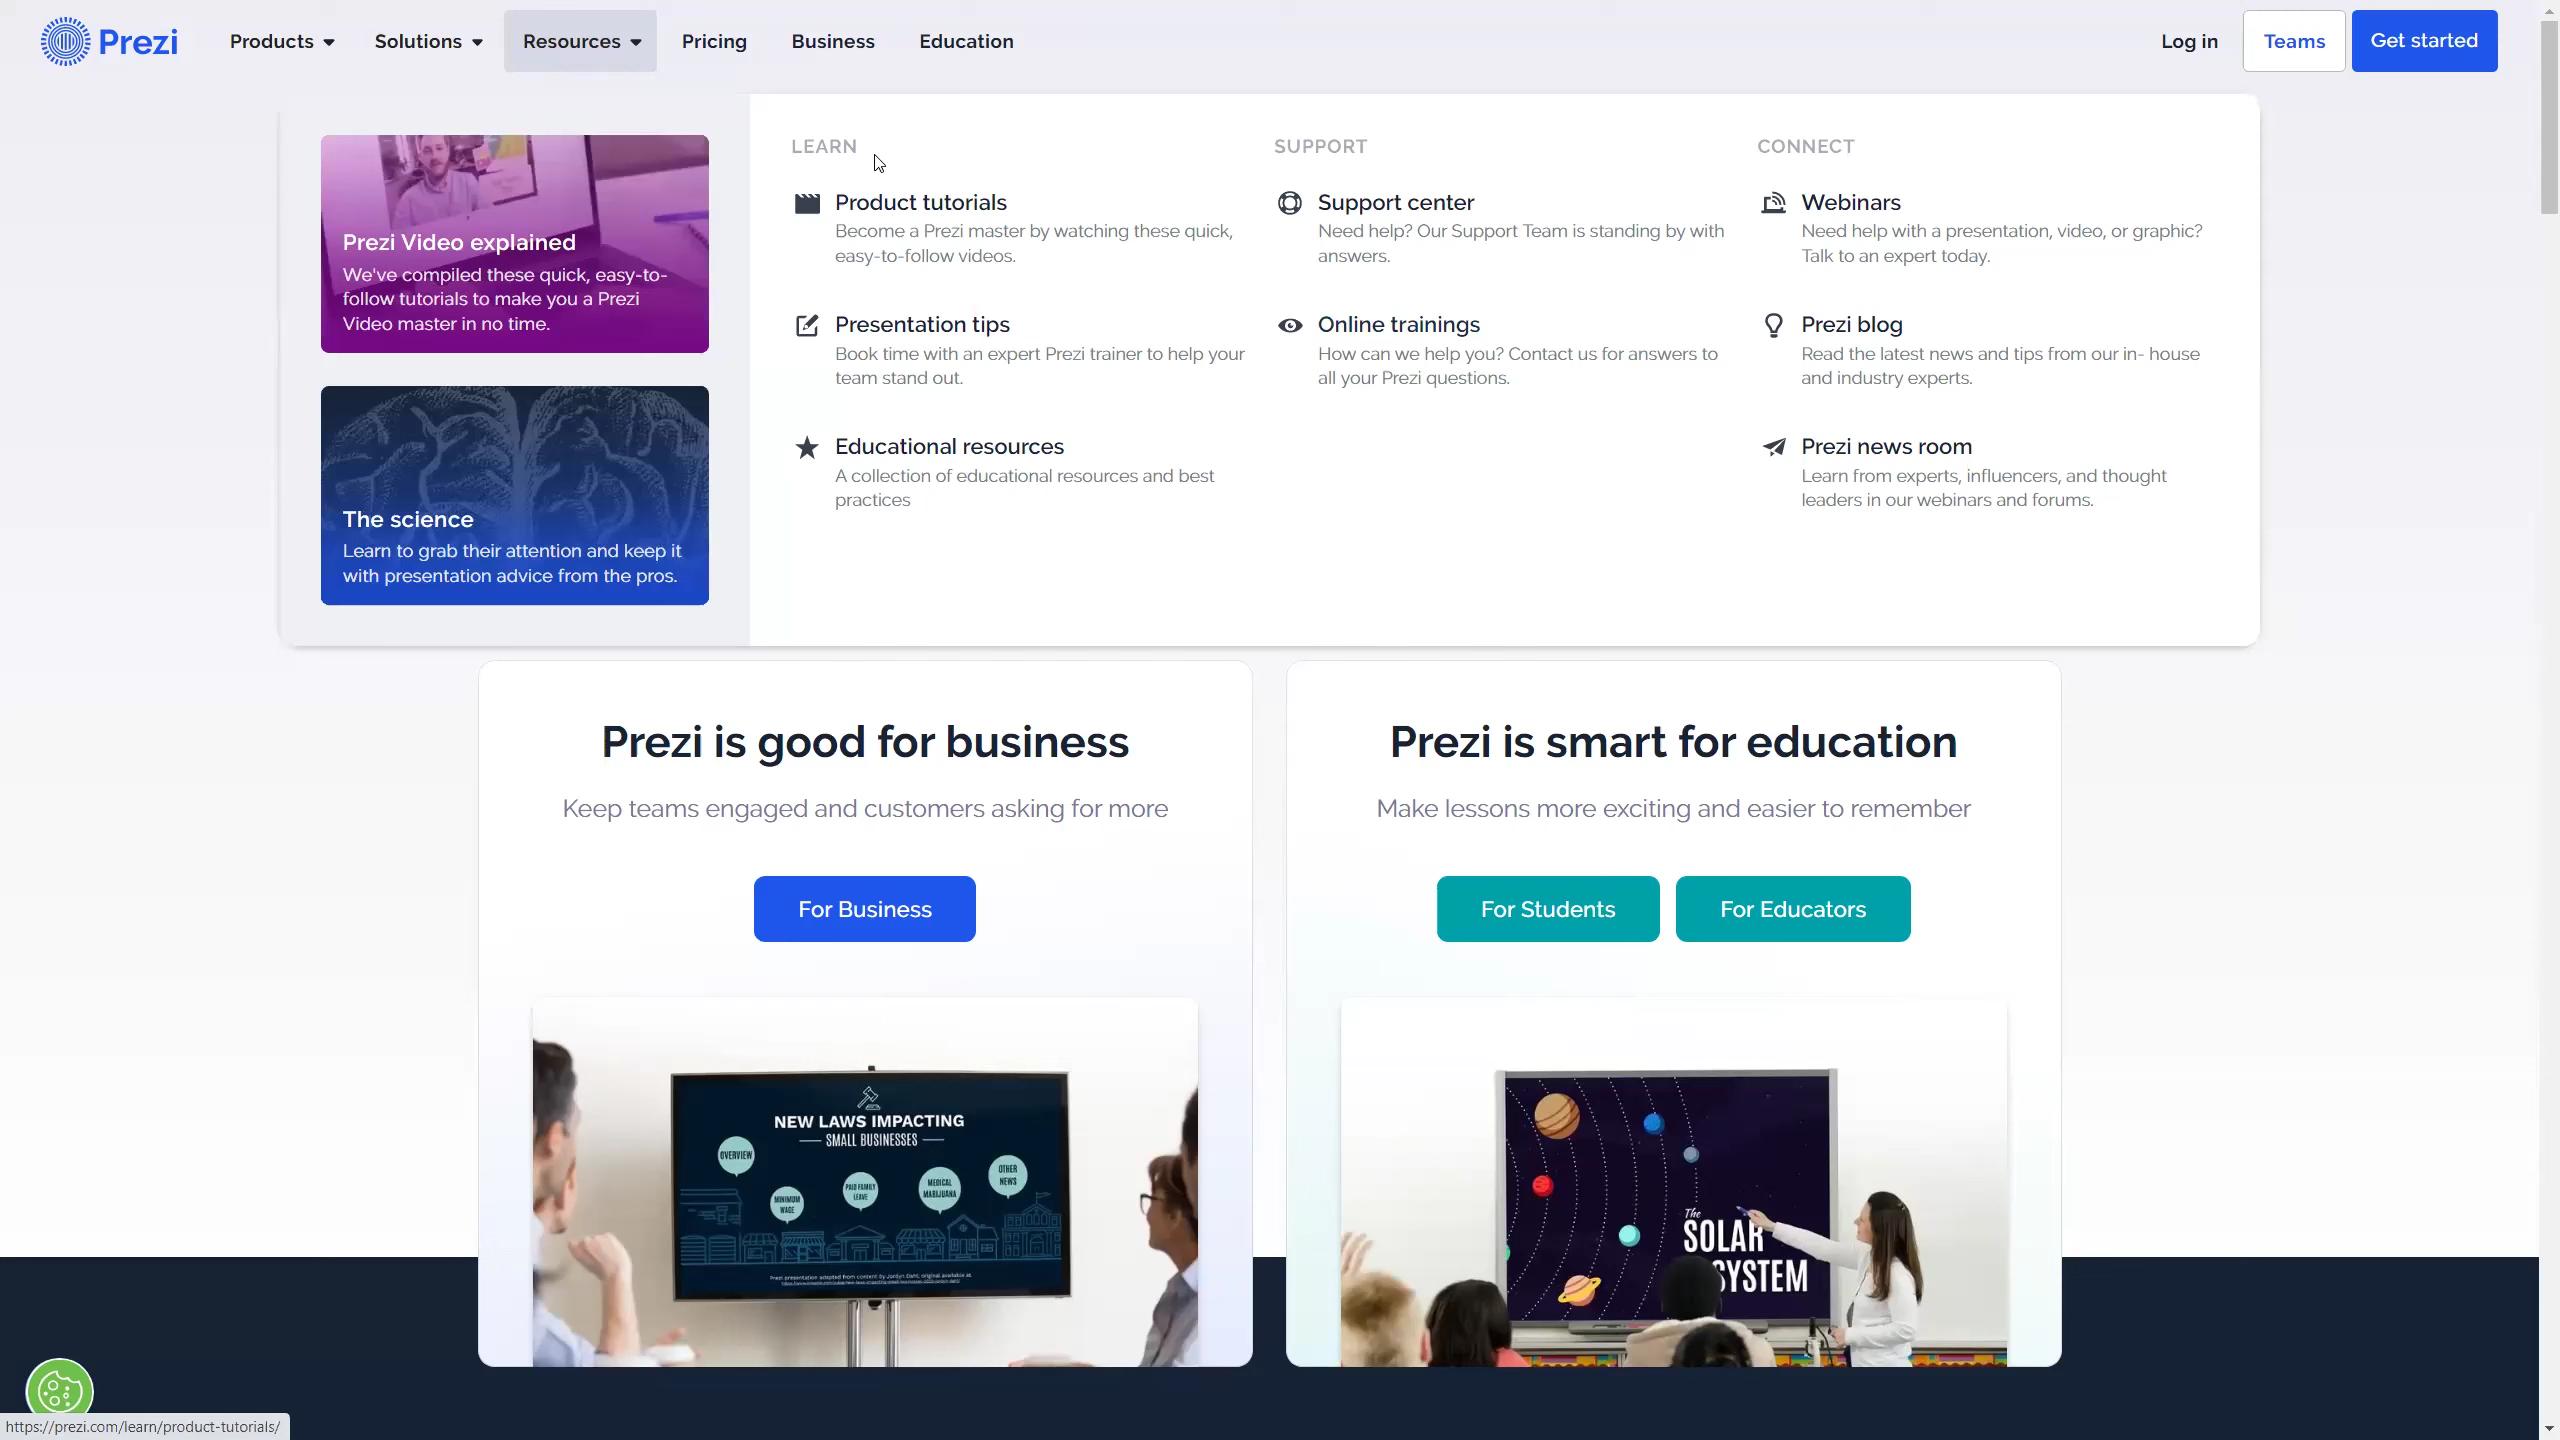 Prezi
Products
Solutions
Resources
Pricing
Business
Education
Log in
Teams
Get started
Prezi Video explained
We've compiled these quick, easy-to-
follow tutorials to make you a Prezi
Video master in no time.
The science
Learn to grab their attention and keep it
with presentation advice from the pros.
LEARN
Product tutorials
Become a Prezi master by watching these quick,
easy-to-follow videos.
Presentation tips
Book time with an expert Prezi trainer to help your
team stand out.
Educational resources
A collection of educational resources and best
practices
SUPPORT
Support center
Need help? Our Support Team is standing by with
answers.
Online trainings
How can we help you? Contact us for answers to
all your Prezi questions.
CONNECT
Webinars
Need help with a presentation, video, or graphic?
Talk to an expert today.
Prezi blog
Read the latest news and tips from our in- house
and industry experts.
Prezi news room
Learn from experts, influencers, and thought
leaders in our webinars and forums.
Prezi is good for business
Keep teams engaged and customers asking for more
For Business
NEW LAWS IMPACTING
SMALL BUSINESSES
OVERVIEW
MINIMUM
WAGE
PAID FAMILY
LEAVE
MEDICAL
MARIJUANA
OTHER
NEWS
Prezi is smart for education
Make lessons more exciting and easier to remember
For Students
For Educators
The
SOLAR
SYSTEM
https://prezi.com/learn/product-tutorials/